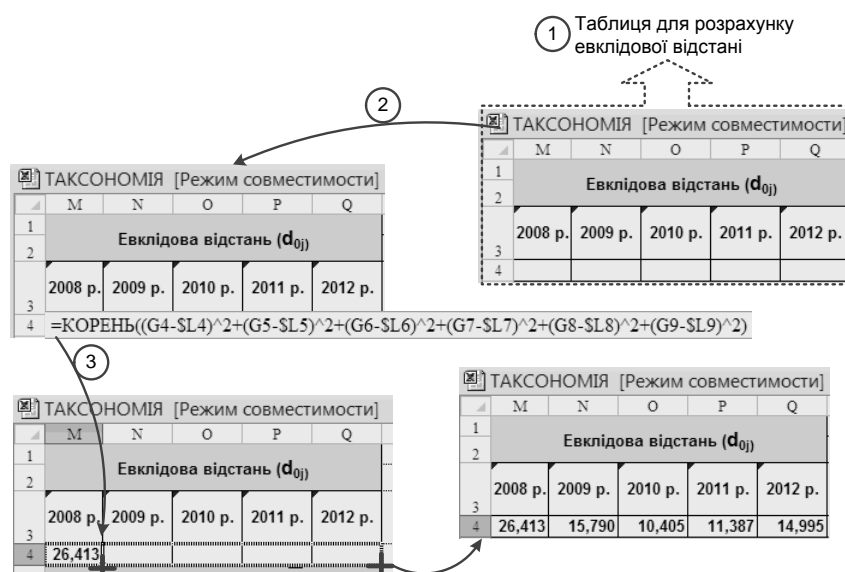 1 Таблиця для розрахунку
евклідової відстані
2
ТАКСОНОМІЯ [Режим совместимости]
M N O P Q
1
2
Евклідова відстань (d0j)
3
2008 р. 2009 р. 2010 р. 2011 р. 2012 р.
4
ТАКСОНОМІЯ [Режим совместимости]
M N O P Q
1
2
Евклідова відстань (d0j)
3
2008 р. 2009 р. 2010 р. 2011 р. 2012 р.
4 =КОРЕНЬ((G4-$L4)^2+(G5-$L5)^2+(G6-$L6)^2+(G7-$L7)^2+(G8-$L8)^2+(G9-$L9)^2)
3
ТАКСОНОМІЯ [Режим совместимости]
M N O P Q
1
2
Евклідова відстань (d0j)
3
2008 р. 2009 р. 2010 р. 2011 р. 2012 р.
4 26,413
ТАКСОНОМІЯ [Режим совместимости]
M N O P Q
1
2
Евклідова відстань (d0j)
3
2008 р. 2009 р. 2010 р. 2011 р. 2012 р.
4 26,413 15,790 10,405 11,387 14,995